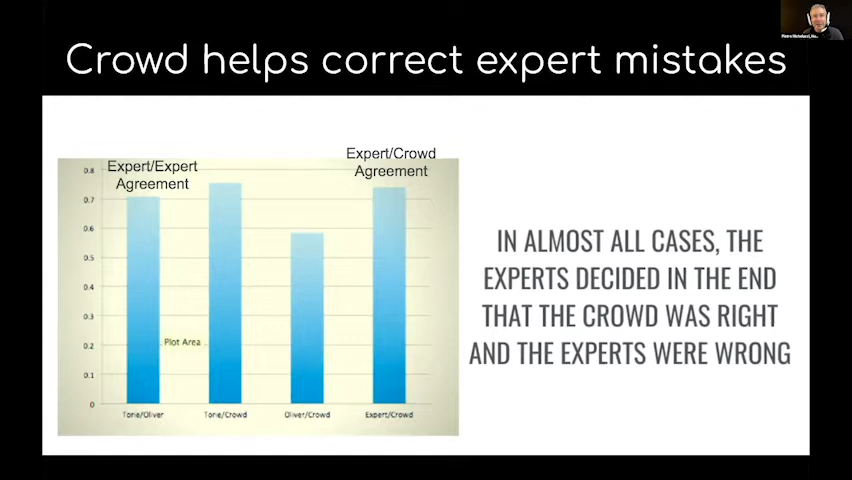 Crowd helps correct expert mistakes
Expert/Expert
Agreement
Expert/Crowd
Agreement
0.8
0.7
0.6
0.5
0.4
0.3
0.2
0.1
0
Plot Area
Torie/Oliver
Torie/Crowd
Oliver/Crowd
Expert/Crowd
IN ALMOST ALL CASES, THE
EXPERTS DECIDED IN THE END
THAT THE CROWD WAS RIGHT
AND THE EXPERTS WERE WRONG